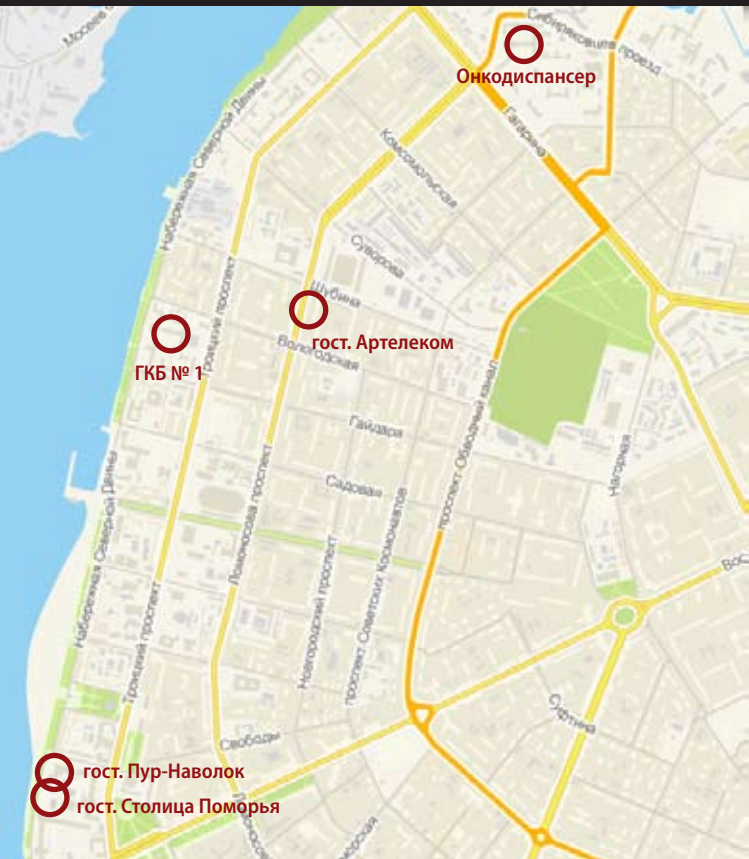 Сибиряковцев проезд
Онкодиспансер
Гагарина
Комсомольская
Набережная Северной Двины
Суворова
Шубина
гост. Артелеком
Троицкий проспект
ГКБ № 1
Вологодская
проспект Обводный канал
Гайдара
Нагорная
Садовая
Ломоносова проспект
Набережная Северной Двины
Новгородский проспект
проспект Советских Космонавтов
Троицкий проспект
Свободы
гост. Пур-Наволок
гост. Столица Поморья